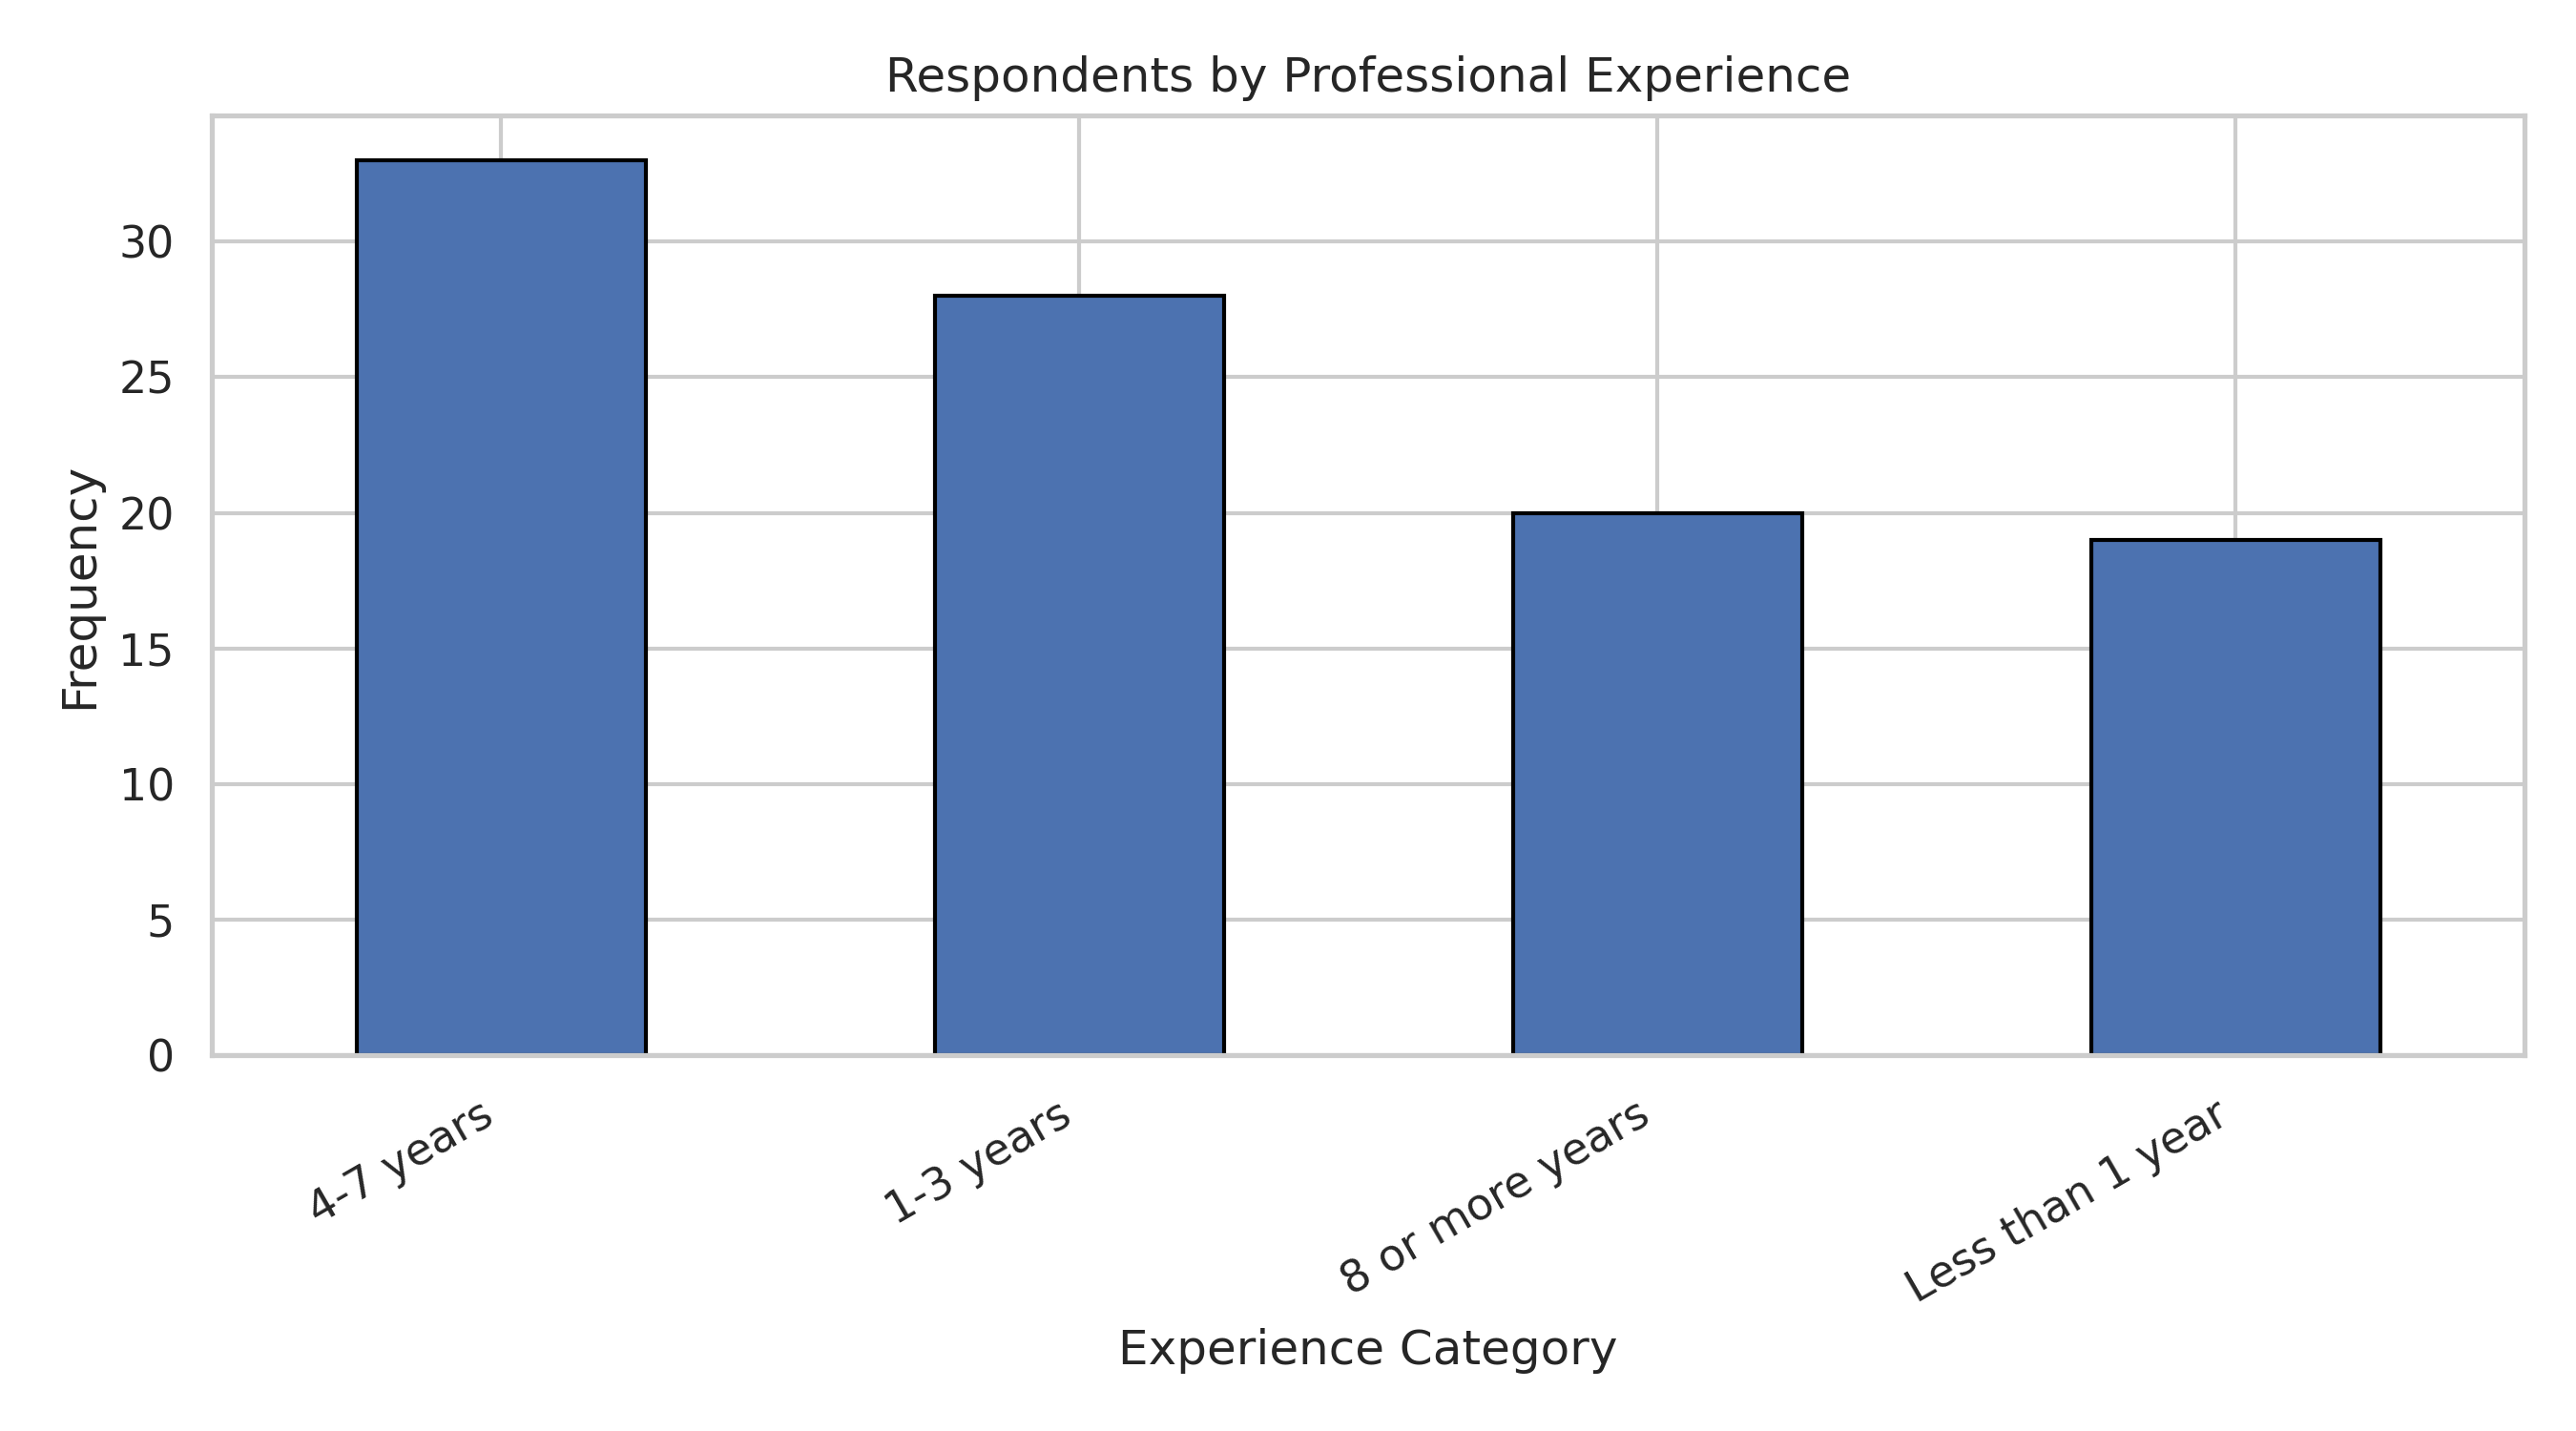 Respondents by Professional Experience
Frequency
30
25
20
15
10
5
0
4-7 years
1-3 years
8 or more years
Less than 1 year
Experience Category